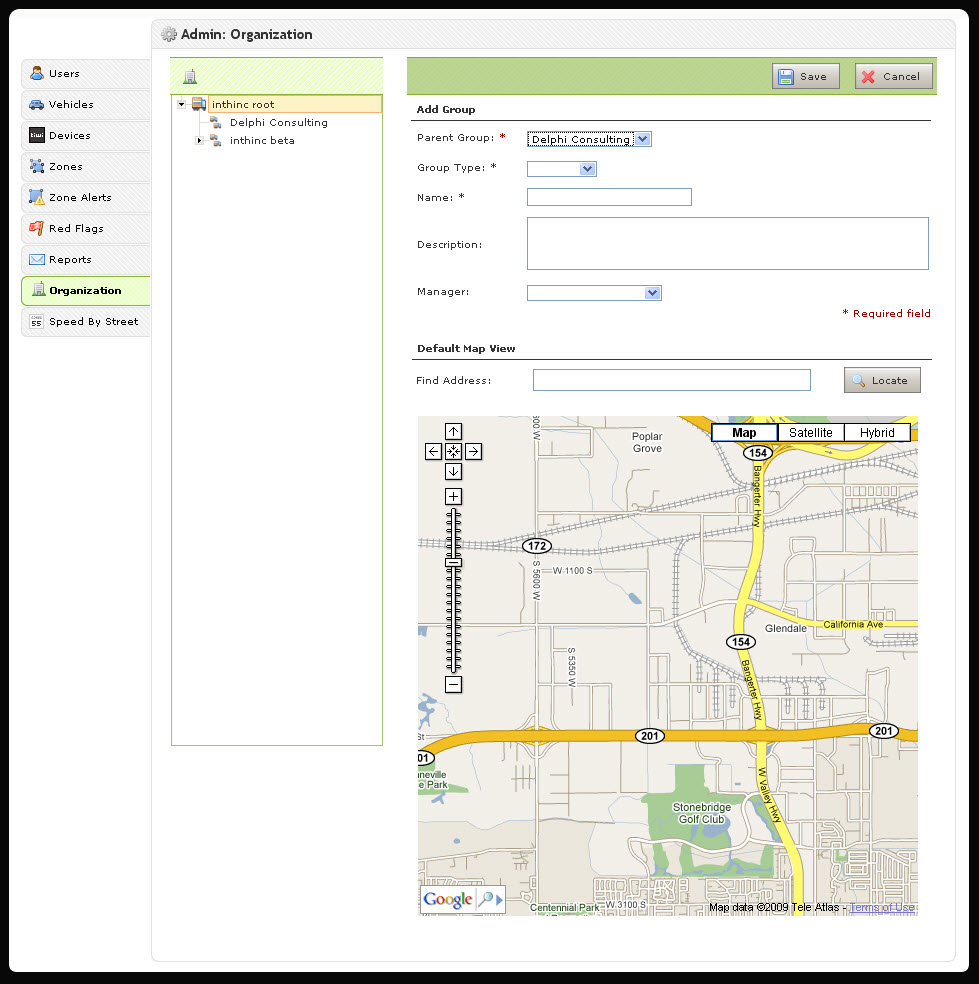 Admin: Organization
Users
Vehicles
tiwi Devices
Zones
Zone Alerts
Red Flags
Reports
Organization
55 Speed By Street
inthinc root
Delphi Consulting
inthinc beta
Save
Cancel
Add Group
Parent Group: *
Delphi Consulting
Group Type: *
Name: *
Description:
Manager:
* Required field
Default Map View
Find Address:
Locate
Map
Satellite
Hybrid
Poplar
Grove
154
Bangerter Hwy
172
S 5600 W
W 1100 S
Glendale
California Ave
154
S 5350 W
Bangerter Hwy
201
201
St
01
nneville
e Park
W Valley Hwy
Stonebridge
Golf Club
Google
Centennial Park
W 3100 S
Map data ©2009 Tele Atlas - Terms of Use